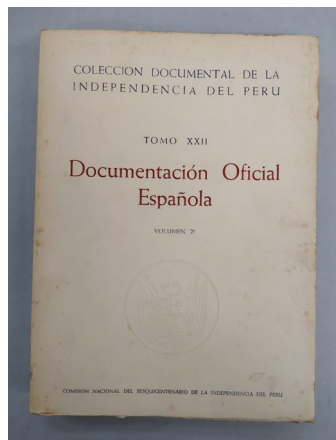 COLECCION DOCUMENTAL DE LA
INDEPENDENCIA DEL PERU
TOMO XXII
Documentación Oficial
Española
VOLUMEN 2º
COMISION NACIONAL DEL SESQUICENTENARIO DE LA INDEPENDENCIA DEL PERU